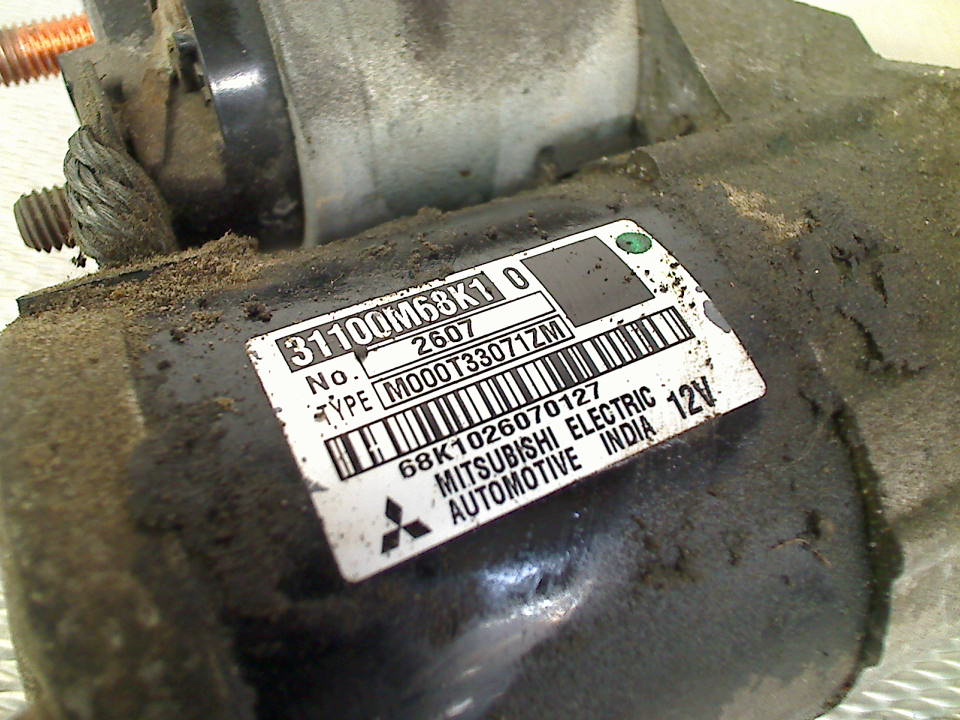 31100M68K1 0
No. 2607
TYPE M000T33071ZM
68K1026070127
MITSUBISHI ELECTRIC 12V
AUTOMOTIVE INDIA